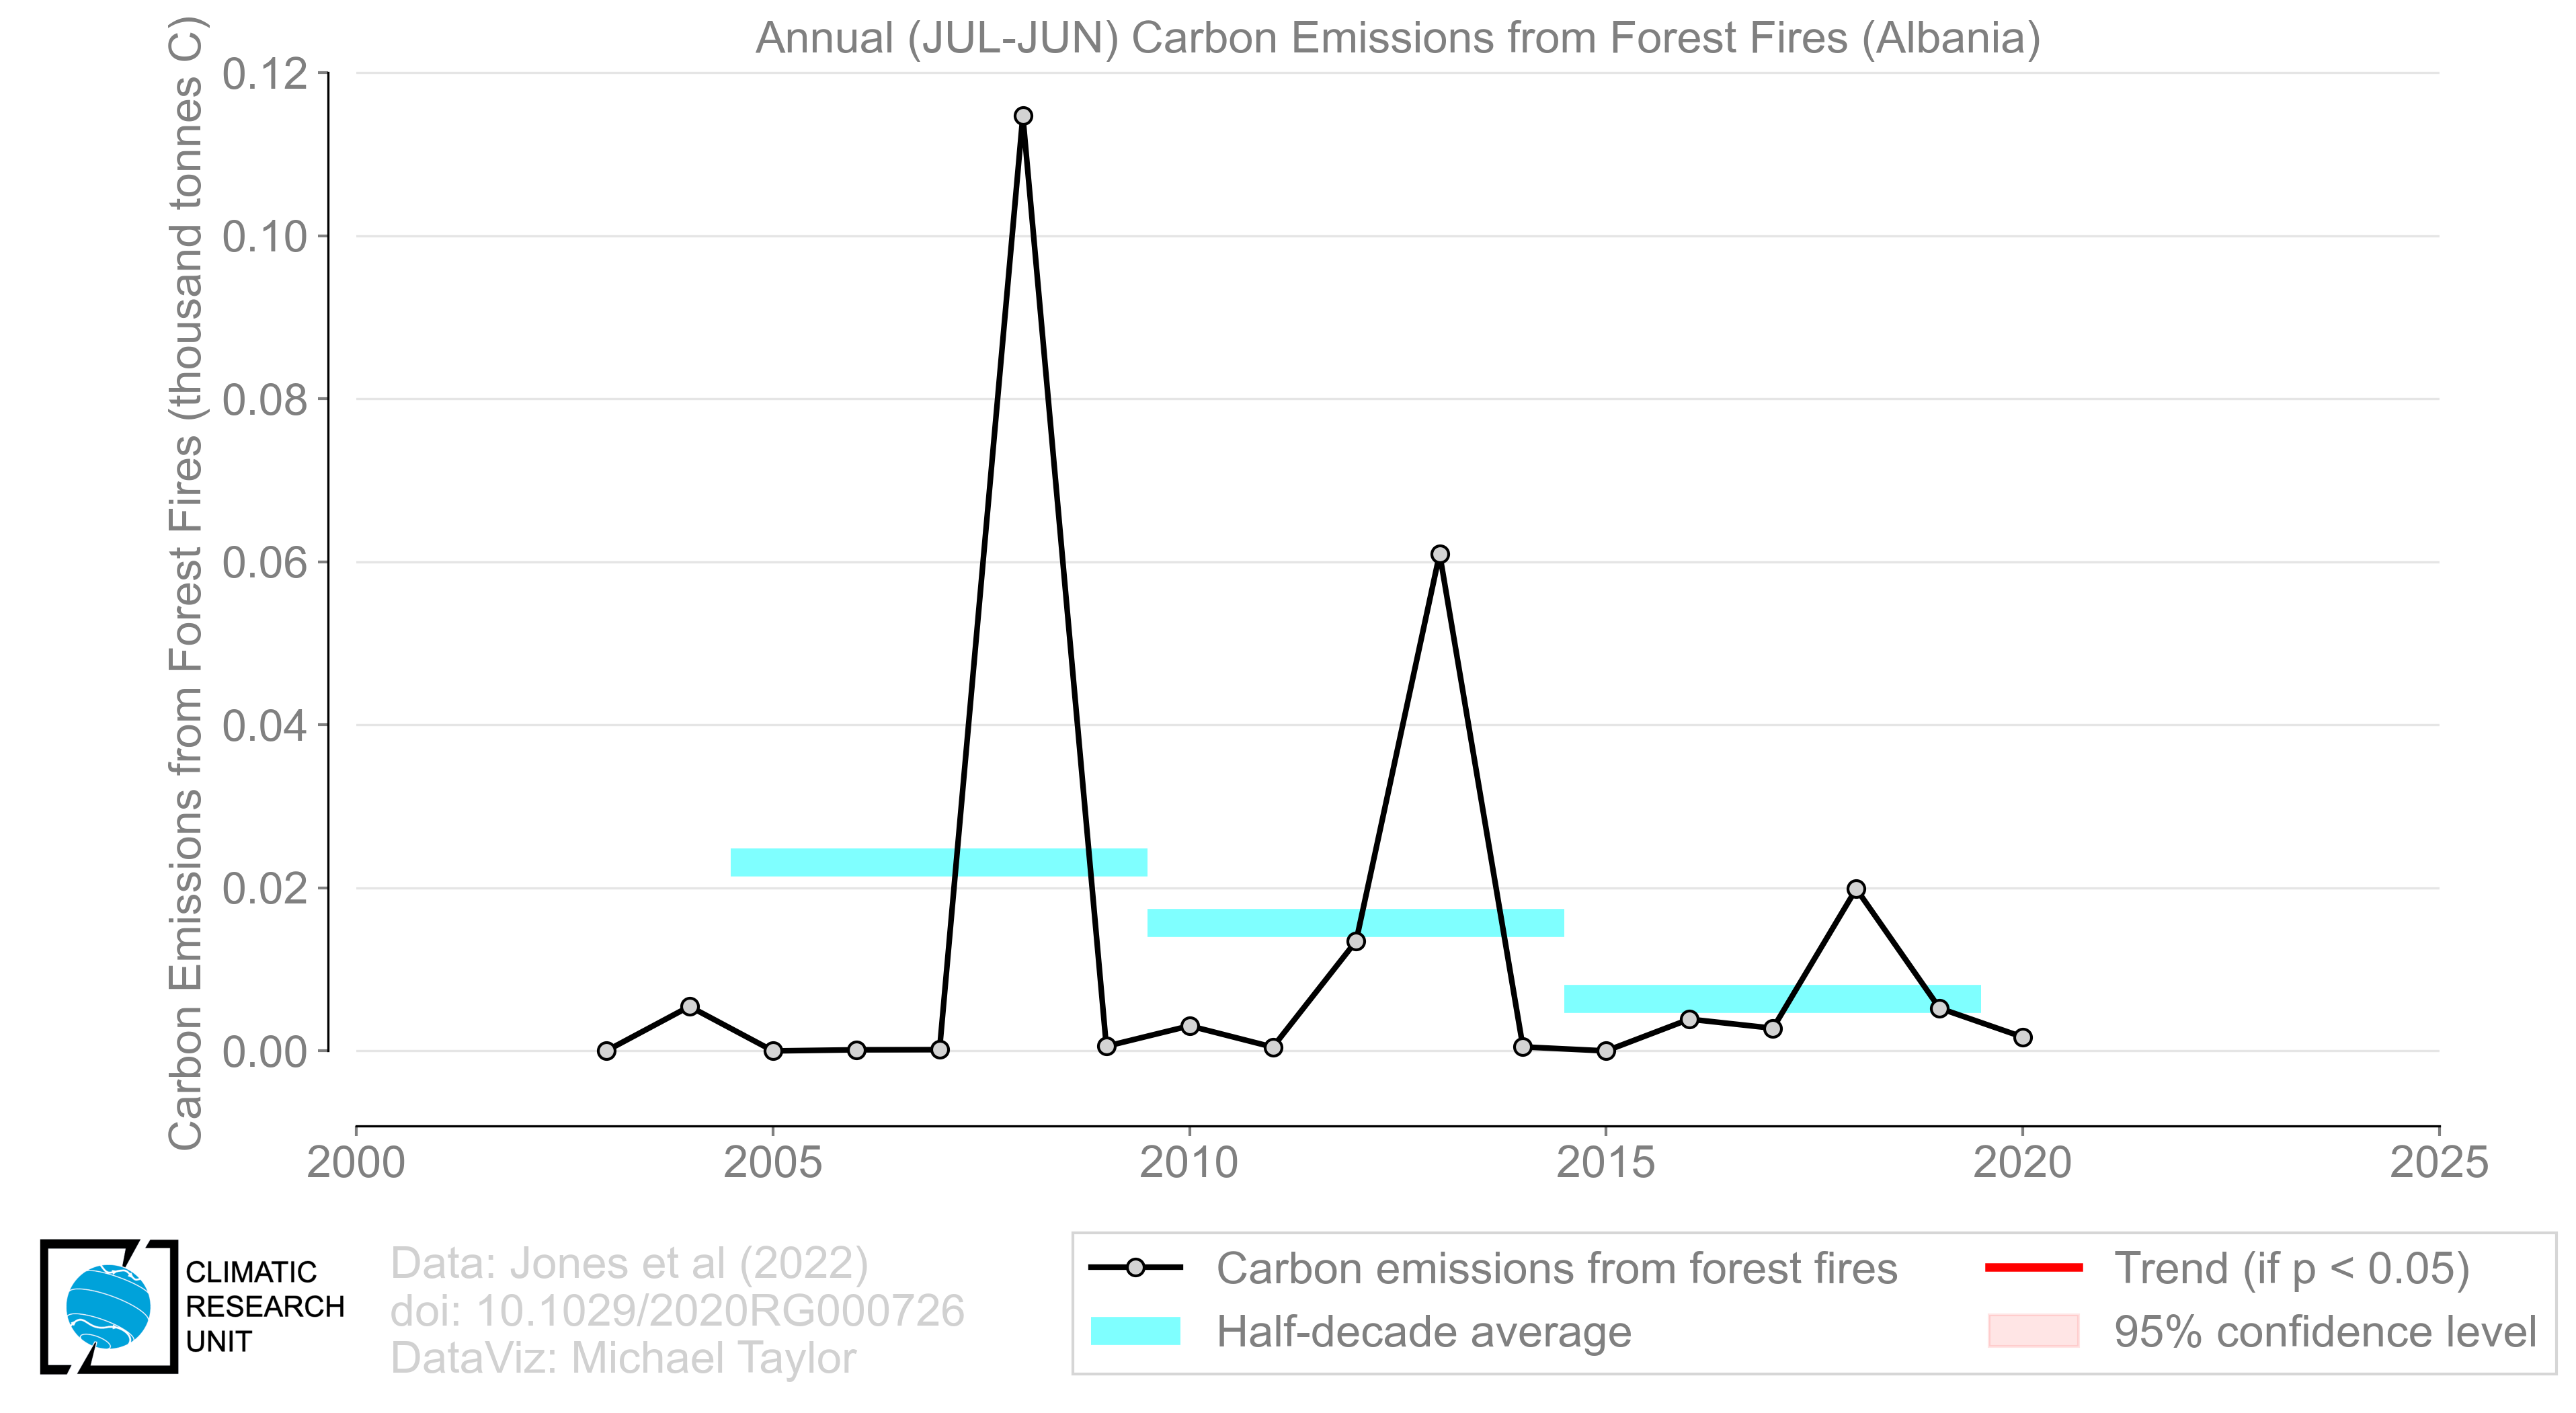 Annual (JUL-JUN) Carbon Emissions from Forest Fires (Albania)
Carbon Emissions from Forest Fires (thousand tonnes C)
0.12
0.10
0.08
0.06
0.04
0.02
0.00
2000 2005 2010 2015 2020 2025
CLIMATIC
RESEARCH
UNIT
Data: Jones et al (2022)
doi: 10.1029/2020RG000726
DataViz: Michael Taylor
Carbon emissions from forest fires
Half-decade average
Trend (if p < 0.05)
95% confidence level